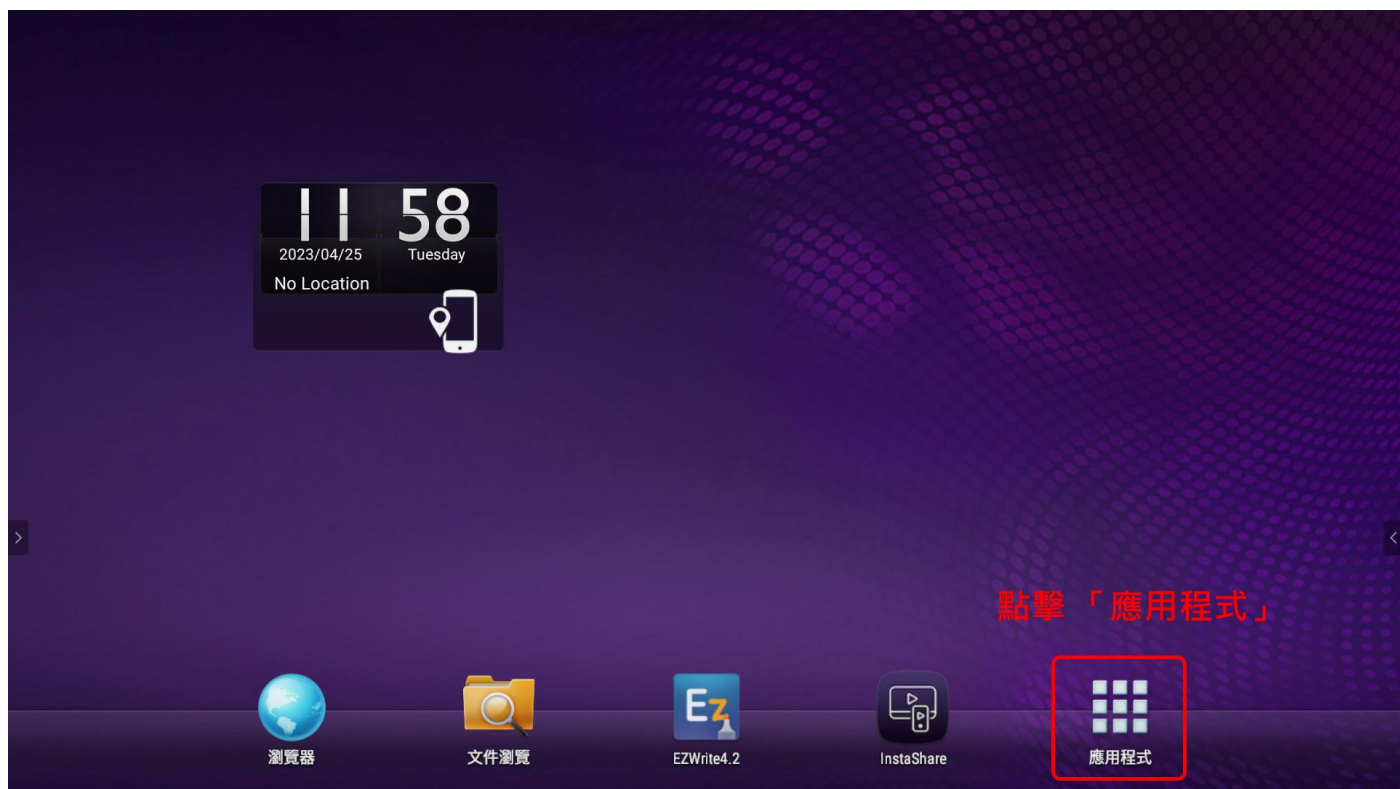 11 58
2023/04/25 Tuesday
No Location
點擊「應用程式」
瀏覽器
文件瀏覽
Ez
EZWrite4.2
InstaShare
應用程式